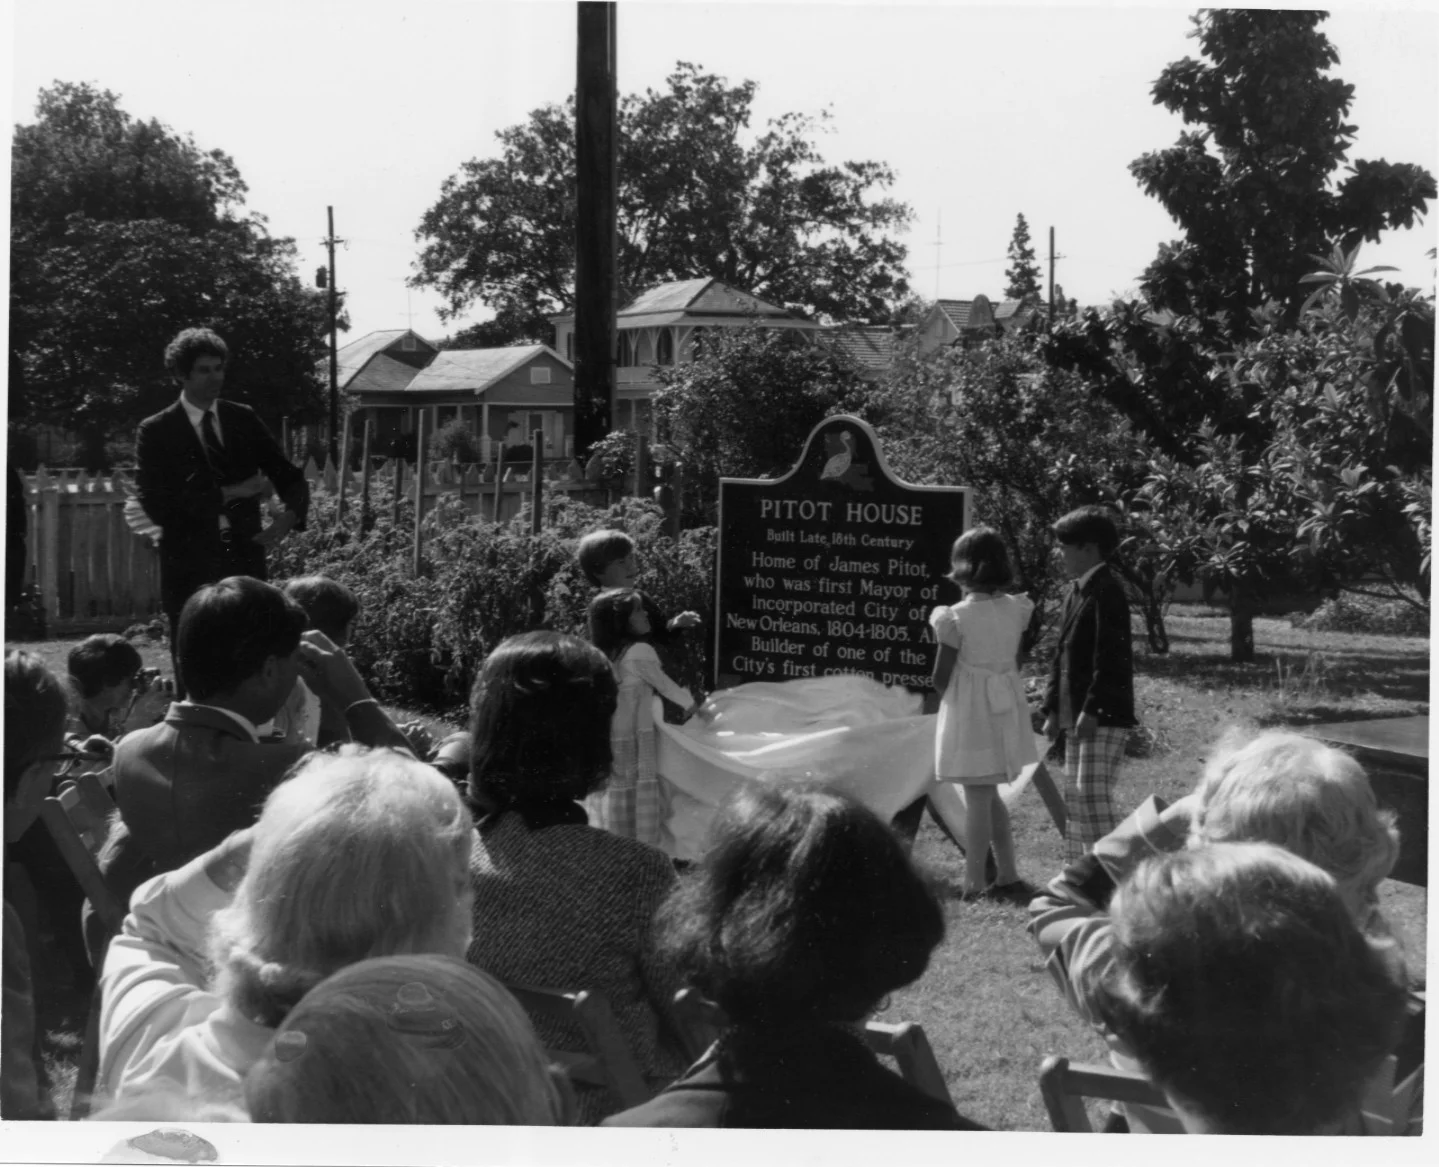 PITOT HOUSE
Built Late 18th Century
Home of James Pitot,
who was first Mayor of
Incorporated City of
New Orleans, 1804-1805.
Builder of one of the
City's first cotton